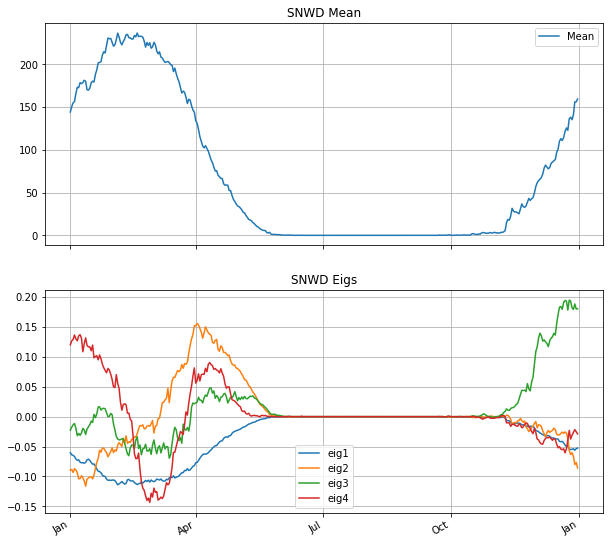 SNWD Mean
Mean
200
150
100
50
0
SNWD Eigs
0.20
0.15
0.10
0.05
0.00
−0.05
−0.10
−0.15
eig1
eig2
eig3
eig4
Jan
Apr
Jul
Oct
Jan